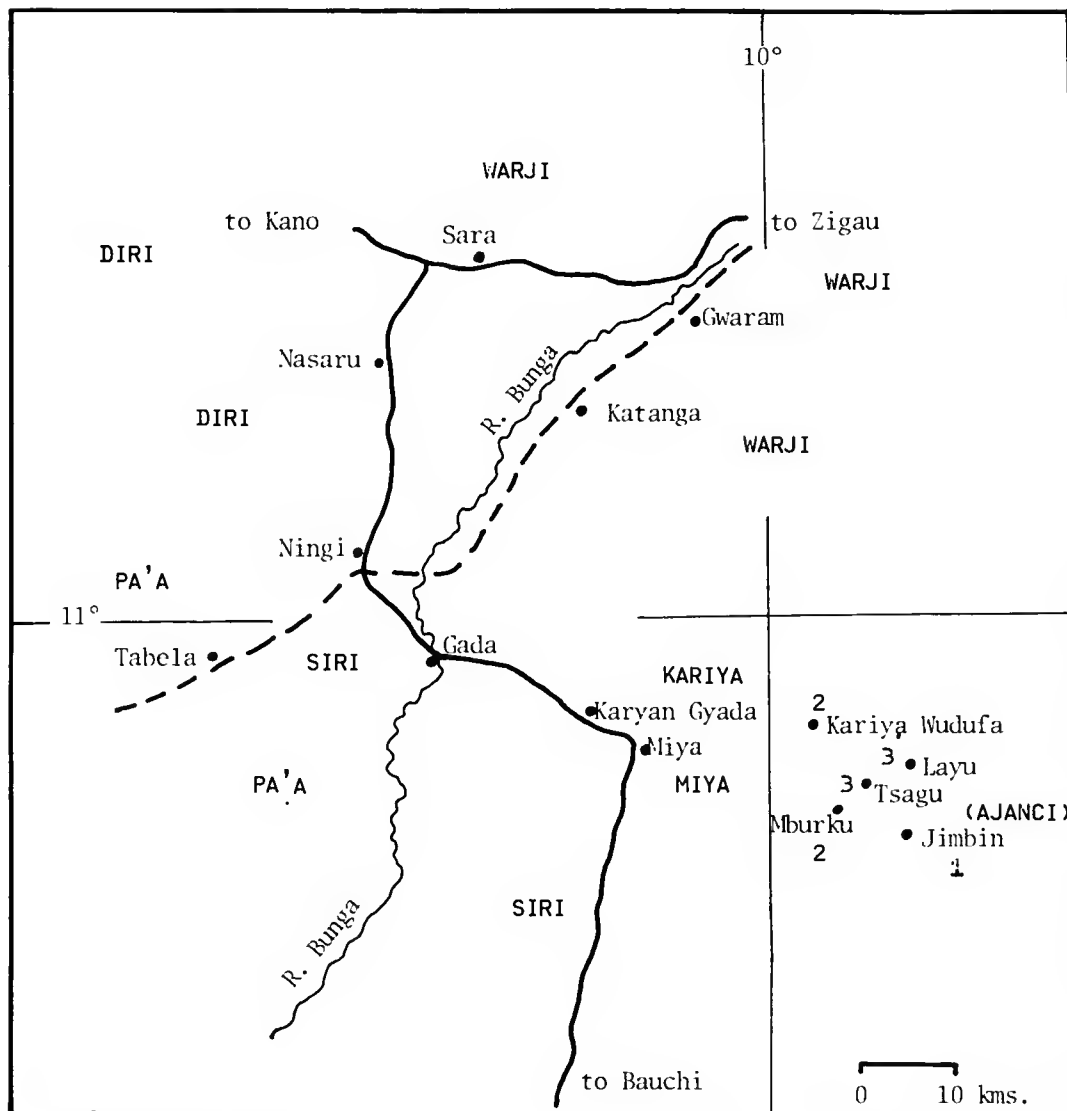 10°
WARJI
to Kano
to Zigau
Sara
DIRI
WARJI
Gwaram
Nasaru
R. Bunga
Katanga
DIRI
WARJI
Ningi
PA'A
11°
Gada
Tabela
SIRI
KARIYA
2
Karyan Gyada
Kariya Wudufa
Miya
3
Layu
PA'A
MIYA
3
Tsagu
(AJANCI)
Mburku
Jimbin
2
1
SIRI
R. Bunga
to Bauchi
0 10 kms.